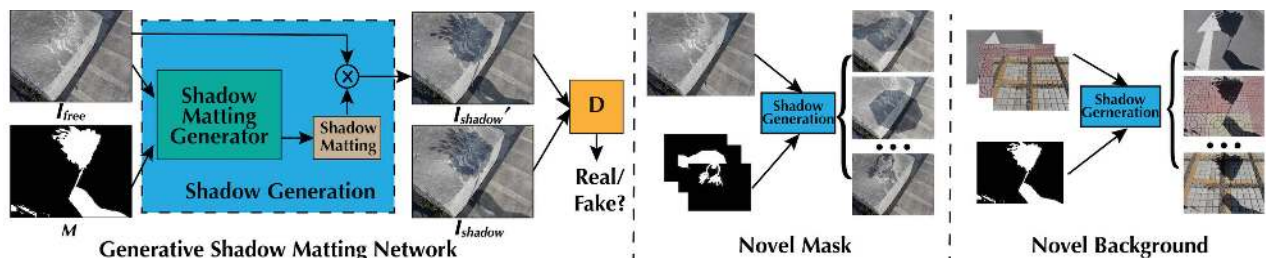 I_free
M
Shadow
Matting
Generator
Shadow
Matting
Shadow Generation
I_shadow'
I_shadow
D
Real/
Fake?
Generative Shadow Matting Network
Shadow
Generation
Novel Mask
Shadow
Gerneration
Novel Background